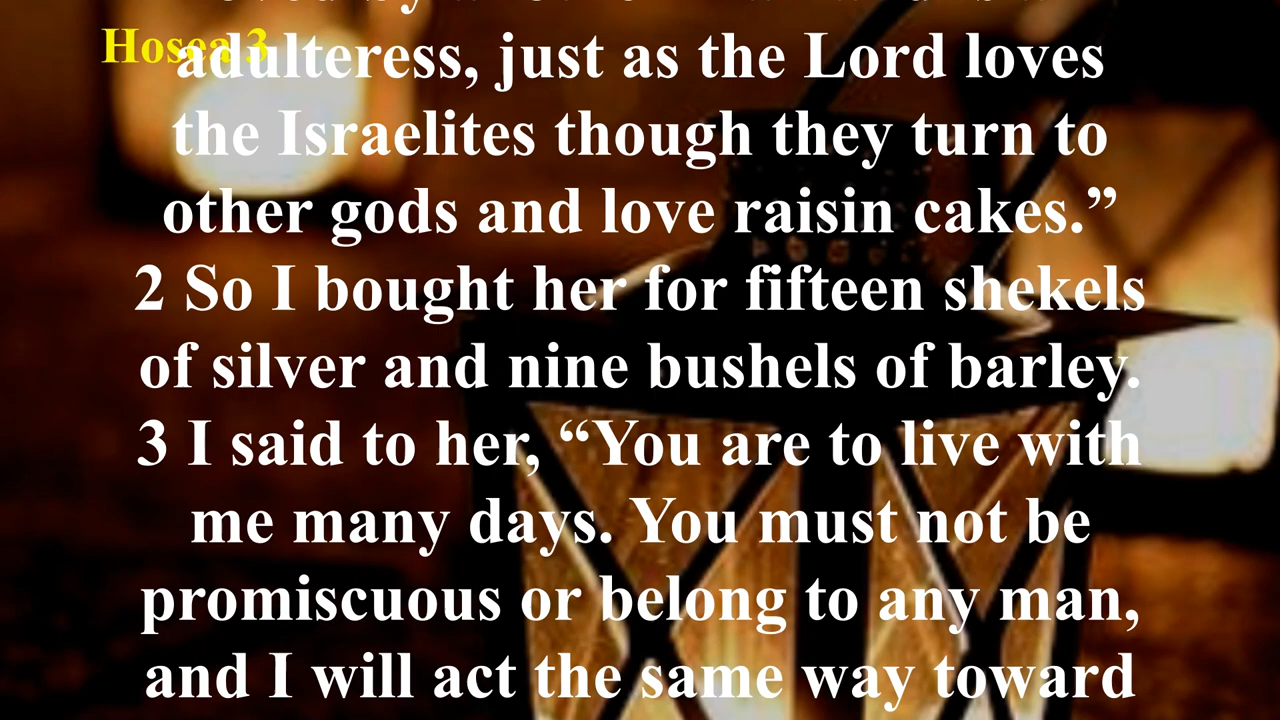 Hosea 3
adulteress, just as the Lord loves
the Israelites though they turn to
other gods and love raisin cakes.”
2 So I bought her for fifteen shekels
of silver and nine bushels of barley.
3 I said to her, “You are to live with
me many days. You must not be
promiscuous or belong to any man,
and I will act the same way toward